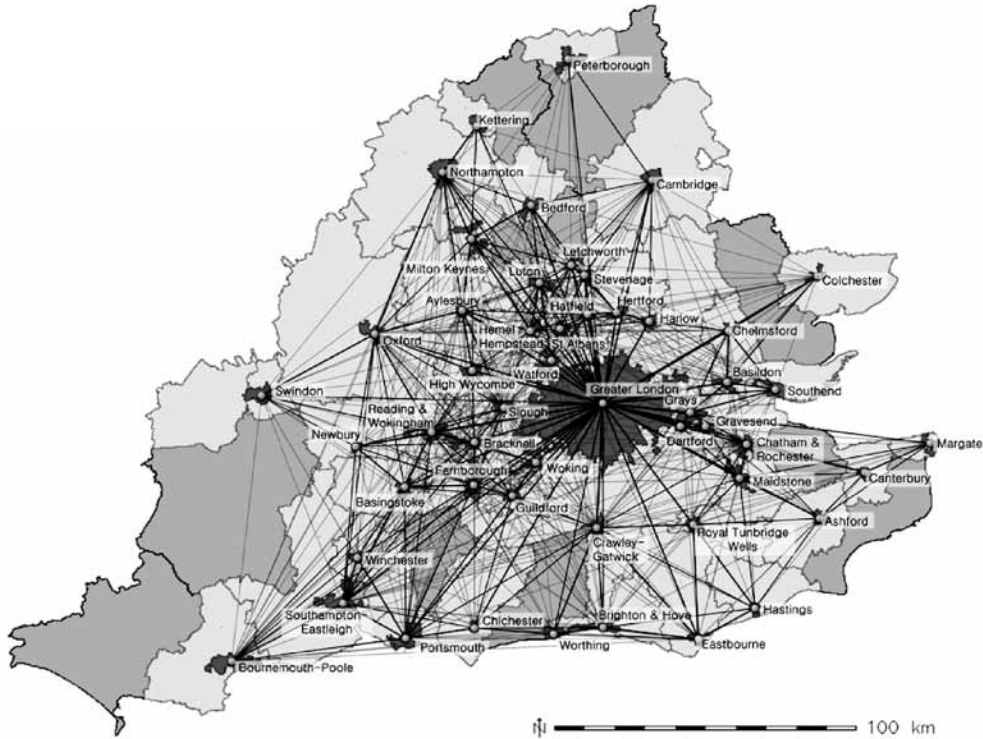 Peterborough
Kettering
Northampton
Cambridge
Bedford
Letchworth
Milton Keynes
Luton
Stevenage
Colchester
Aylesbury
Hatfield
Hertford
Harlow
Oxford
Hemel
Hempstead
St Albans
Chelmsford
Watford
Basildon
Swindon
High Wycombe
Greater London
Southend
Reading &
Wokingham
Slough
Grays
Gravesend
Newbury
Bracknell
Dartford
Chatham &
Rochester
Margate
Farnborough
Woking
Maidstone
Canterbury
Basingstoke
Guildford
Ashford
Crawley-
Gatwick
Royal Tunbridge
Wells
Winchester
Southampton-
Eastleigh
Chichester
Brighton & Hove
Hastings
Portsmouth
Worthing
Eastbourne
Bournemouth-Poole
N
100 km